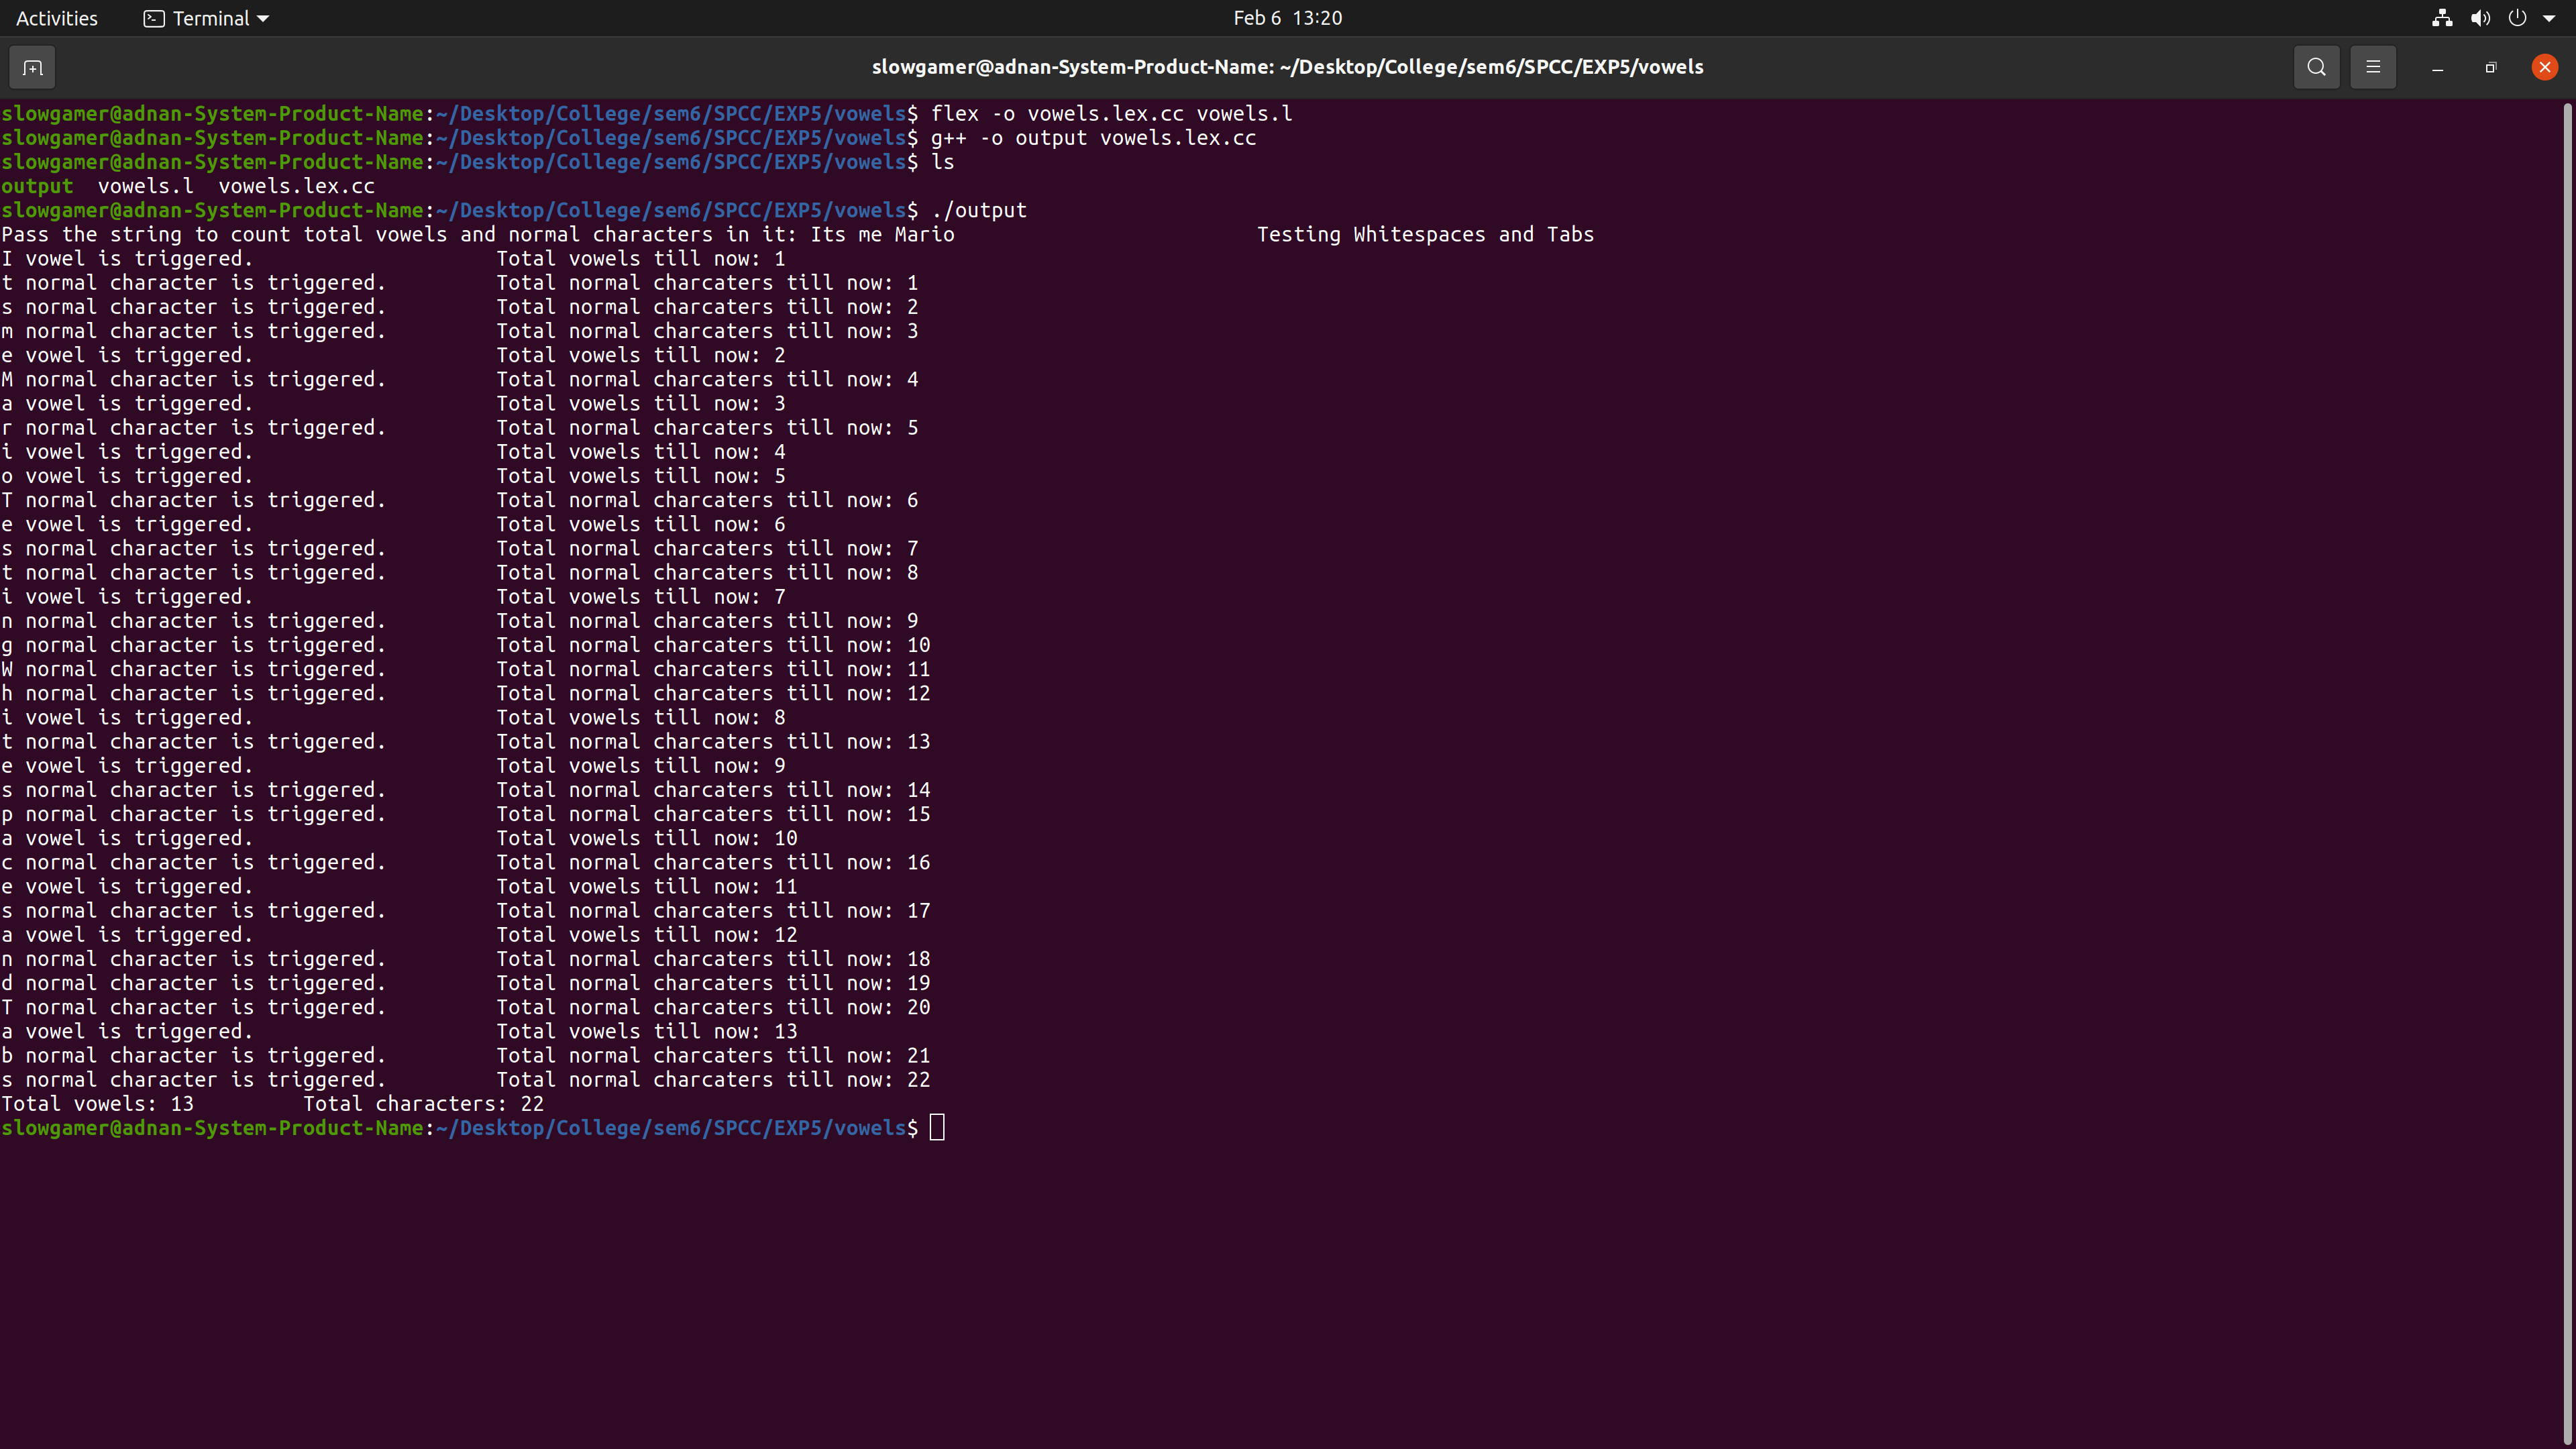 Activities Terminal Feb 6 13:20
slowgamer@adnan-System-Product-Name: ~/Desktop/College/sem6/SPCC/EXP5/vowels
slowgamer@adnan-System-Product-Name:~/Desktop/College/sem6/SPCC/EXP5/vowels$ flex -o vowels.lex.cc vowels.l
slowgamer@adnan-System-Product-Name:~/Desktop/College/sem6/SPCC/EXP5/vowels$ g++ -o output vowels.lex.cc
slowgamer@adnan-System-Product-Name:~/Desktop/College/sem6/SPCC/EXP5/vowels$ ls
output  vowels.l  vowels.lex.cc
slowgamer@adnan-System-Product-Name:~/Desktop/College/sem6/SPCC/EXP5/vowels$ ./output
Pass the string to count total vowels and normal characters in it: Its me Mario Testing Whitespaces and Tabs
I vowel is triggered. Total vowels till now: 1
t normal character is triggered. Total normal charcaters till now: 1
s normal character is triggered. Total normal charcaters till now: 2
m normal character is triggered. Total normal charcaters till now: 3
e vowel is triggered. Total vowels till now: 2
M normal character is triggered. Total normal charcaters till now: 4
a vowel is triggered. Total vowels till now: 3
r normal character is triggered. Total normal charcaters till now: 5
i vowel is triggered. Total vowels till now: 4
o vowel is triggered. Total vowels till now: 5
T normal character is triggered. Total normal charcaters till now: 6
e vowel is triggered. Total vowels till now: 6
s normal character is triggered. Total normal charcaters till now: 7
t normal character is triggered. Total normal charcaters till now: 8
i vowel is triggered. Total vowels till now: 7
n normal character is triggered. Total normal charcaters till now: 9
g normal character is triggered. Total normal charcaters till now: 10
W normal character is triggered. Total normal charcaters till now: 11
h normal character is triggered. Total normal charcaters till now: 12
i vowel is triggered. Total vowels till now: 8
t normal character is triggered. Total normal charcaters till now: 13
e vowel is triggered. Total vowels till now: 9
s normal character is triggered. Total normal charcaters till now: 14
p normal character is triggered. Total normal charcaters till now: 15
a vowel is triggered. Total vowels till now: 10
c normal character is triggered. Total normal charcaters till now: 16
e vowel is triggered. Total vowels till now: 11
s normal character is triggered. Total normal charcaters till now: 17
a vowel is triggered. Total vowels till now: 12
n normal character is triggered. Total normal charcaters till now: 18
d normal character is triggered. Total normal charcaters till now: 19
T normal character is triggered. Total normal charcaters till now: 20
a vowel is triggered. Total vowels till now: 13
b normal character is triggered. Total normal charcaters till now: 21
s normal character is triggered. Total normal charcaters till now: 22
Total vowels: 13 Total characters: 22
slowgamer@adnan-System-Product-Name:~/Desktop/College/sem6/SPCC/EXP5/vowels$